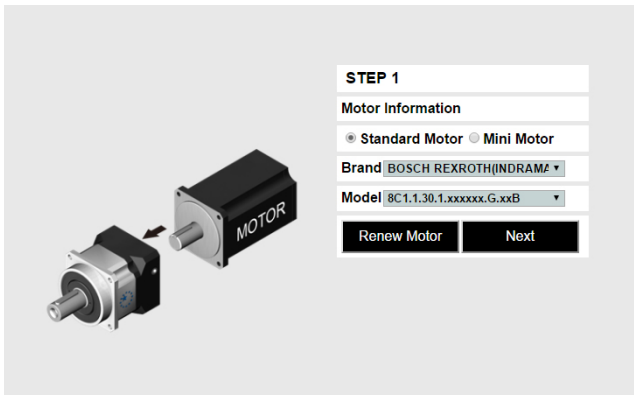 STEP 1
Motor Information
Standard Motor Mini Motor
Brand BOSCH REXROTH(INDRAMA
Model 8C1.1.30.1.xxxxxx.G.xxB
Renew Motor Next
MOTOR